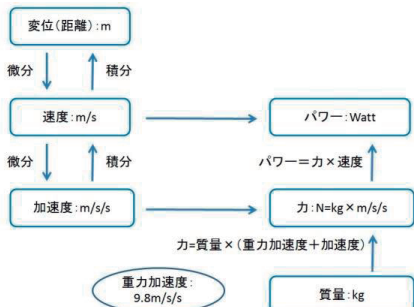 変位(距離):m
微分
積分
速度:m/s
パワー:Watt
微分
積分
パワー=力×速度
加速度:m/s/s
力:N=kg×m/s/s
力=質量×(重力加速度+加速度)
重力加速度:
9.8m/s/s
質量:kg